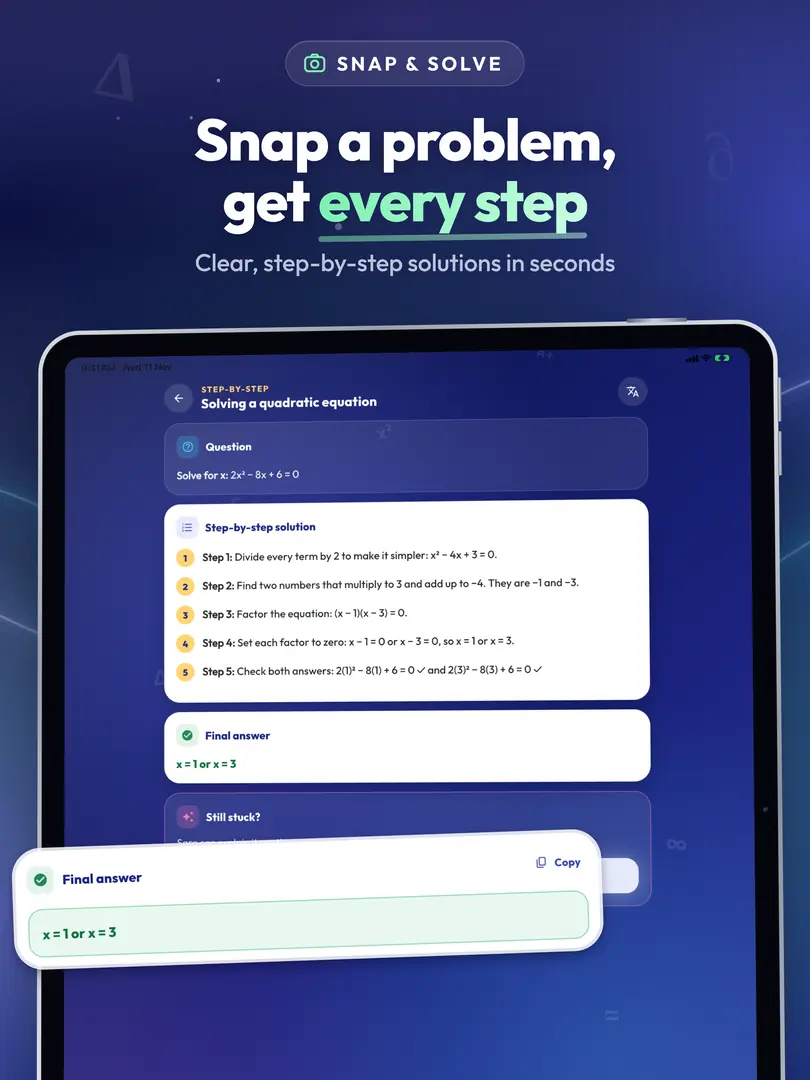 SNAP & SOLVE
Snap a problem,
get every step
Clear, step-by-step solutions in seconds
9:41 AM Wed 11 Nov
STEP-BY-STEP
Solving a quadratic equation
Question
Solve for x: 2x² − 8x + 6 = 0
Step-by-step solution
1 Step 1: Divide every term by 2 to make it simpler: x² − 4x + 3 = 0.
2 Step 2: Find two numbers that multiply to 3 and add up to −4. They are −1 and −3.
3 Step 3: Factor the equation: (x − 1)(x − 3) = 0.
4 Step 4: Set each factor to zero: x − 1 = 0 or x − 3 = 0, so x = 1 or x = 3.
5 Step 5: Check both answers: 2(1)² − 8(1) + 6 = 0 ✓ and 2(3)² − 8(3) + 6 = 0 ✓
Final answer
x = 1 or x = 3
Still stuck?
Final answer
Copy
x = 1 or x = 3